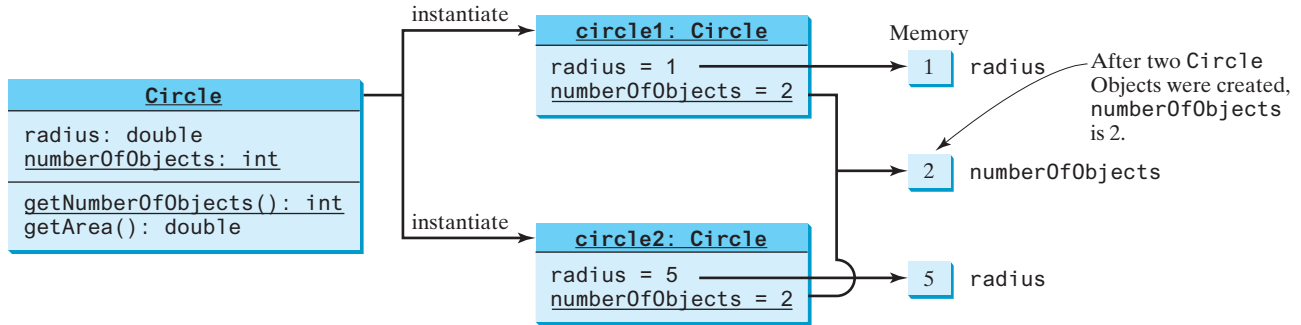 instantiate
circle1: Circle
radius = 1
numberOfObjects = 2
Memory
1 radius
After two Circle
Objects were created,
numberOfObjects
is 2.
Circle
radius: double
numberOfObjects: int
getNumberOfObjects(): int
getArea(): double
2 numberOfObjects
instantiate
circle2: Circle
radius = 5
numberOfObjects = 2
5 radius